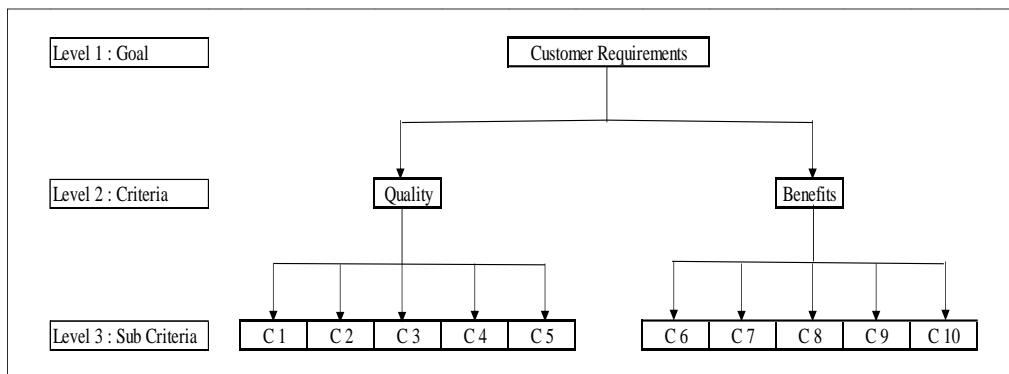 Level 1 : Goal
Customer Requirements
Level 2 : Criteria
Quality
Benefits
Level 3 : Sub Criteria
C 1
C 2
C 3
C 4
C 5
C 6
C 7
C 8
C 9
C 10